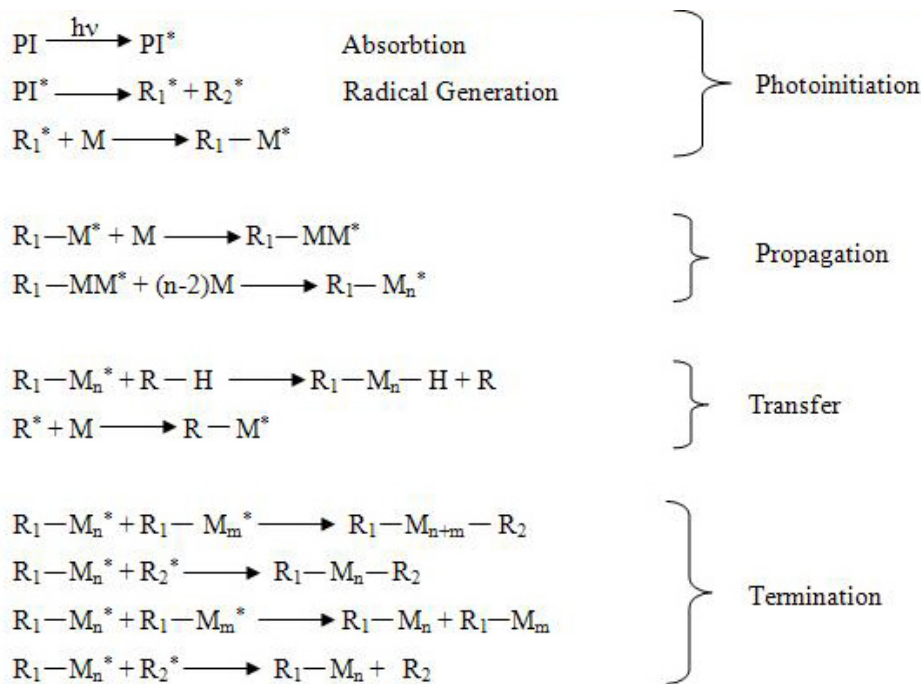 PI hν⟶ PI* Absorbtion
PI* ⟶ R₁* + R₂* Radical Generation
R₁* + M ⟶ R₁ — M*
Photoinitiation
R₁—M* + M ⟶ R₁—MM*
R₁—MM* + (n-2)M ⟶ R₁— Mₙ*
Propagation
R₁—Mₙ* + R — H ⟶ R₁—Mₙ— H + R
R* + M ⟶ R — M*
Transfer
R₁—Mₙ* + R₁— Mₘ* ⟶ R₁—Mₙ₊ₘ— R₂
R₁—Mₙ* + R₂* ⟶ R₁—Mₙ—R₂
R₁—Mₙ* + R₁—Mₘ* ⟶ R₁—Mₙ + R₁—Mₘ
R₁—Mₙ* + R₂* ⟶ R₁—Mₙ + R₂
Termination